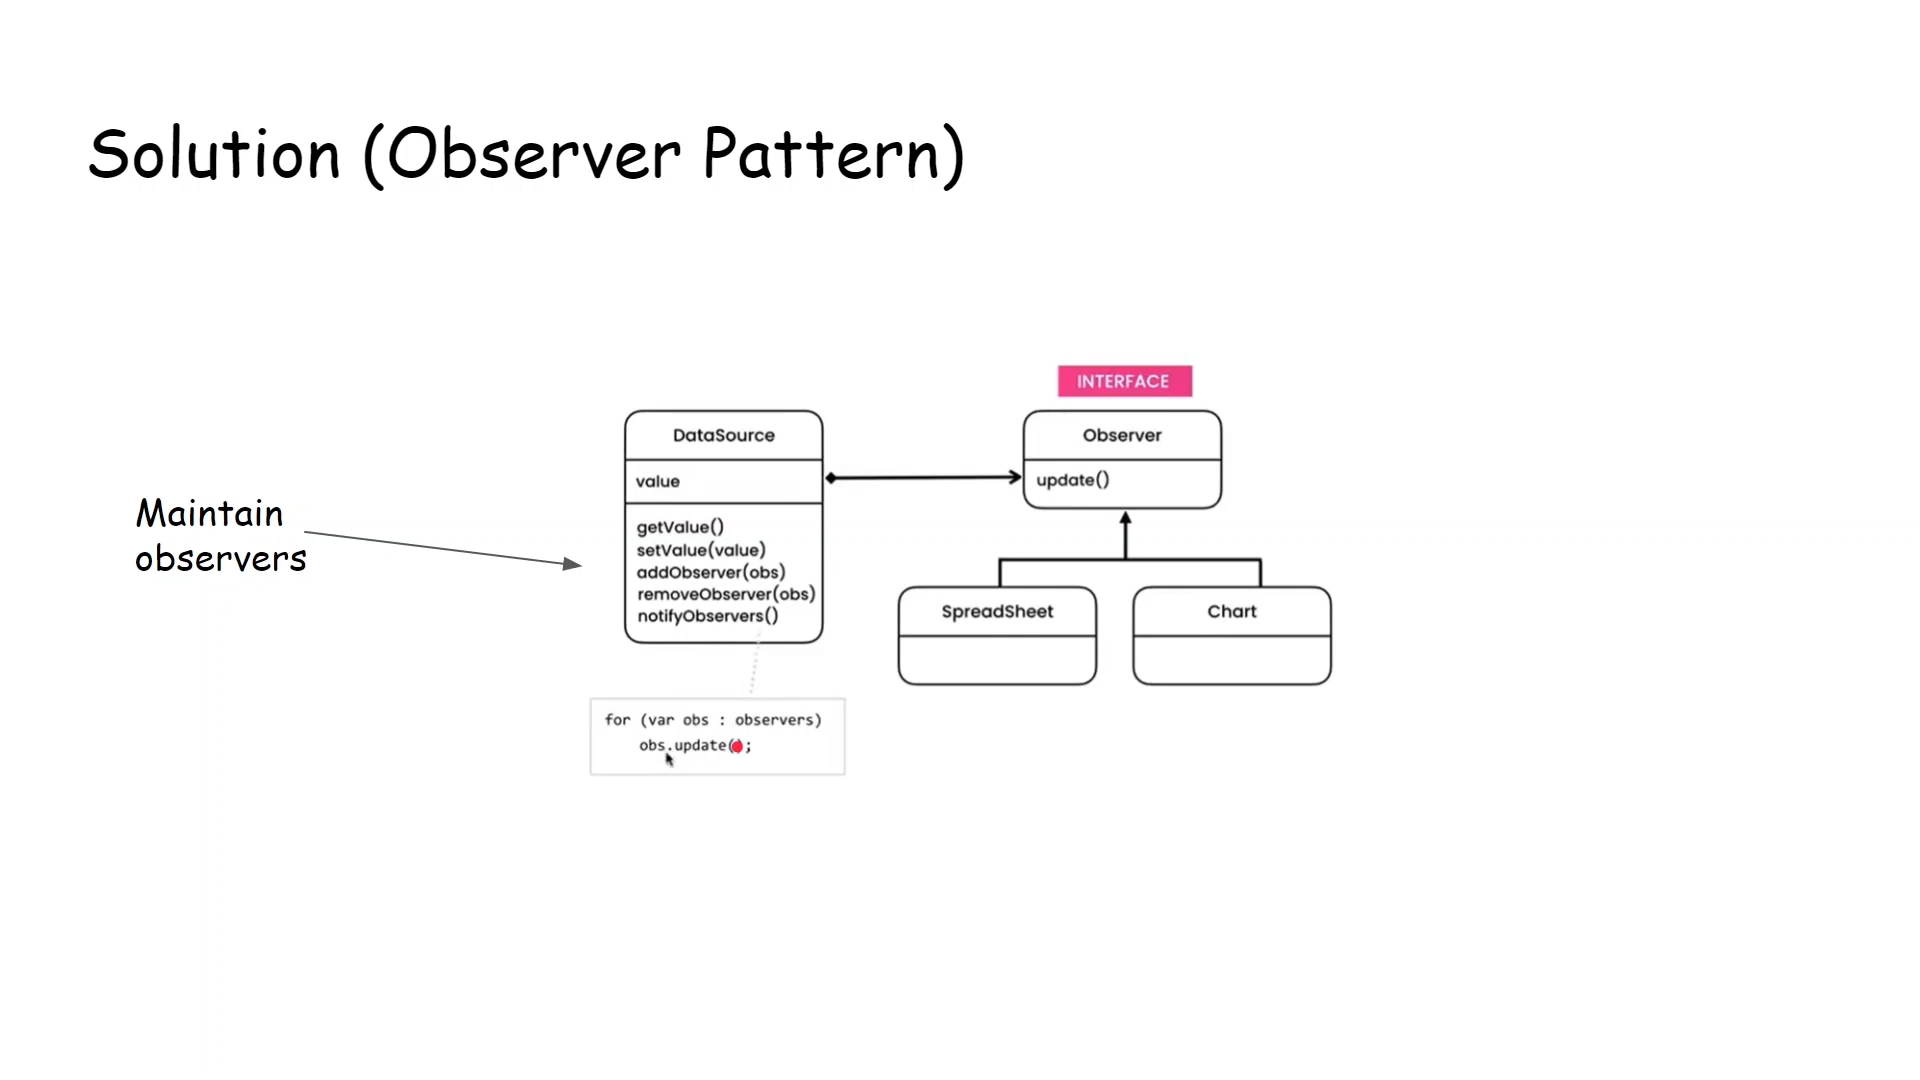 Solution (Observer Pattern)
INTERFACE
DataSource
value
getValue()
setValue(value)
addObserver(obs)
removeObserver(obs)
notifyObservers()
Observer
update()
Maintain
observers
SpreadSheet
Chart
for (var obs : observers)
obs.update();